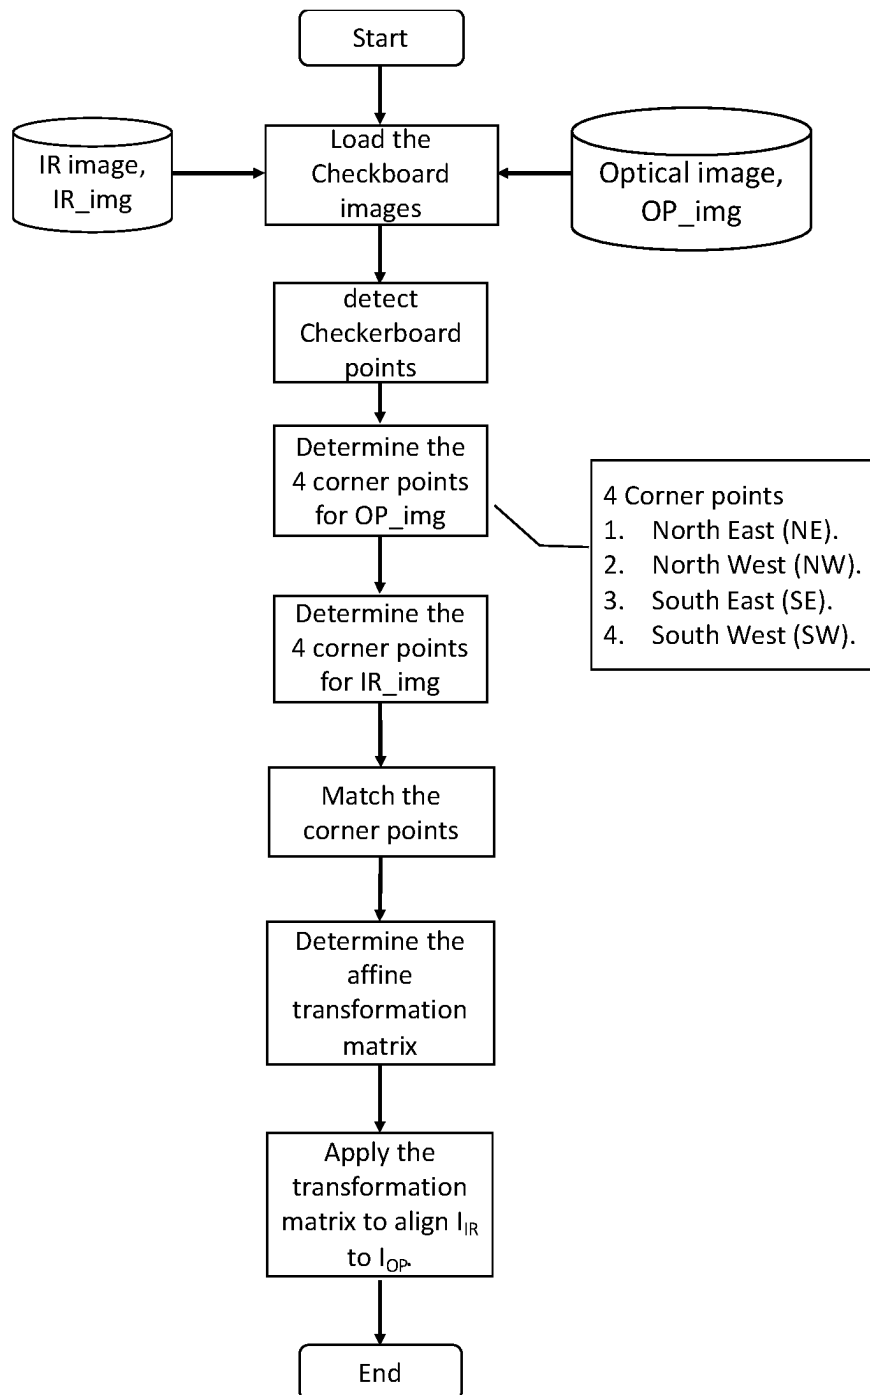 Start
IR image,
IR_img
Load the
Checkboard
images
Optical image,
OP_img
detect
Checkerboard
points
Determine the
4 corner points
for OP_img
4 Corner points
1. North East (NE).
2. North West (NW).
3. South East (SE).
4. South West (SW).
Determine the
4 corner points
for IR_img
Match the
corner points
Determine the
affine
transformation
matrix
Apply the
transformation
matrix to align I_IR
to I_OP.
End